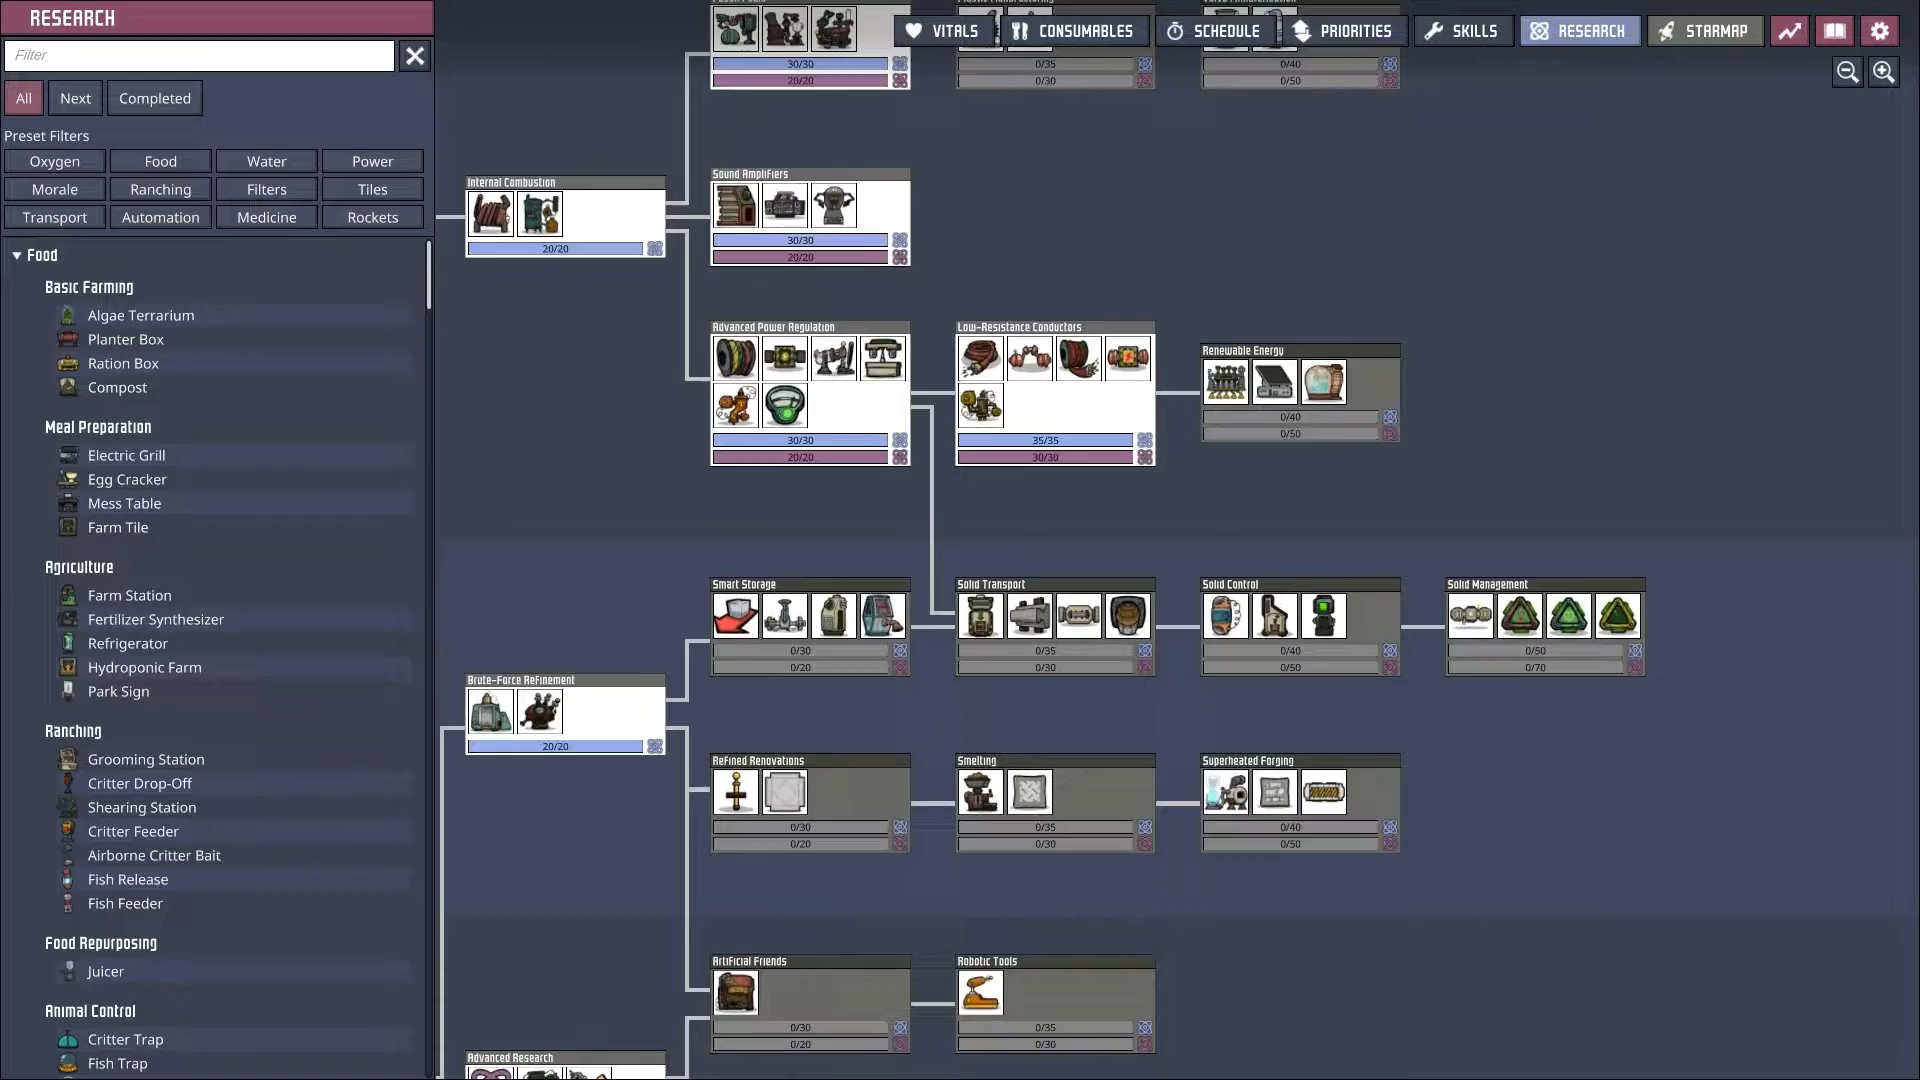 RESEARCH
Filter
All
Next
Completed
Preset Filters
Oxygen
Food
Water
Power
Morale
Ranching
Filters
Tiles
Transport
Automation
Medicine
Rockets
Food
Basic Farming
Algae Terrarium
Planter Box
Ration Box
Compost
Meal Preparation
Electric Grill
Egg Cracker
Mess Table
Farm Tile
Agriculture
Farm Station
Fertilizer Synthesizer
Refrigerator
Hydroponic Farm
Park Sign
Ranching
Grooming Station
Critter Drop-Off
Shearing Station
Critter Feeder
Airborne Critter Bait
Fish Release
Fish Feeder
Food Repurposing
Juicer
Animal Control
Critter Trap
Fish Trap
VITALS
CONSUMABLES
SCHEDULE
PRIORITIES
SKILLS
RESEARCH
STARMAP
30/30
20/20
0/35
0/30
0/40
0/50
Internal Combustion
20/20
Sound Amplifiers
30/30
20/20
Advanced Power Regulation
30/30
20/20
Low-Resistance Conductors
35/35
30/30
Renewable Energy
0/40
0/50
Smart Storage
0/30
0/20
Solid Transport
0/35
0/30
Solid Control
0/40
0/50
Solid Management
0/50
0/70
Brute-Force Refinement
20/20
Refined Renovations
0/30
0/20
Smelting
0/35
0/30
Superheated Forging
0/40
0/50
Artificial Friends
0/30
0/20
Robotic Tools
0/35
0/30
Advanced Research